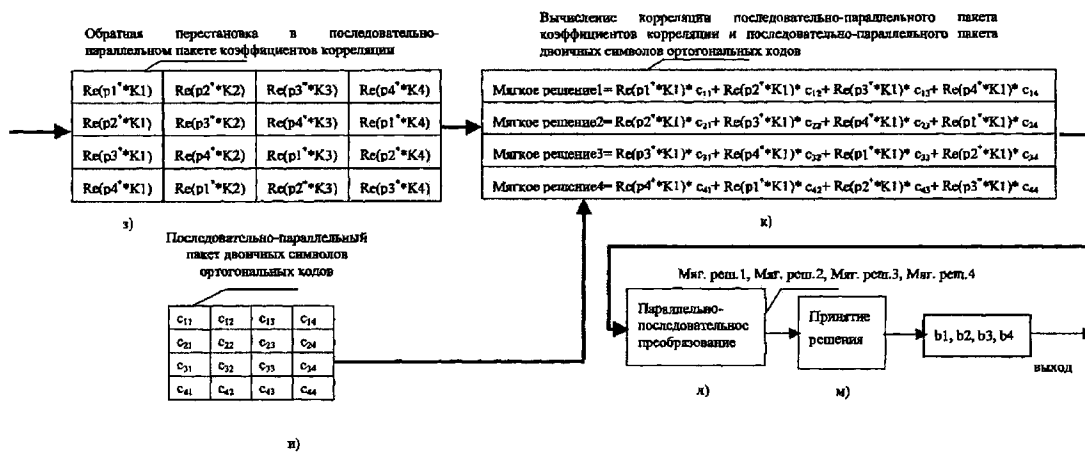 Обратная перестановка в последовательно-
параллельном пакете коэффициентов корреляции
Re(p1**K1) Re(p2**K2) Re(p3**K3) Re(p4**K4)
Re(p2**K1) Re(p3**K2) Re(p4**K3) Re(p1**K4)
Re(p3**K1) Re(p4**K2) Re(p1**K3) Re(p2**K4)
Re(p4**K1) Re(p1**K2) Re(p2**K3) Re(p3**K4)
з)
Вычисление корреляции последовательно-параллельного пакета
коэффициентов корреляции и последовательно-параллельного пакета
двоичных символов ортогональных кодов
Мягкое решение1= Re(p1**K1)* c11+ Re(p2**K1)* c12+ Re(p3**K1)* c13+ Re(p4**K1)* c14
Мягкое решение2= Re(p2**K1)* c21+ Re(p3**K1)* c22+ Re(p4**K1)* c23+ Re(p1**K1)* c24
Мягкое решение3= Re(p3**K1)* c31+ Re(p4**K1)* c32+ Re(p1**K1)* c33+ Re(p2**K1)* c34
Мягкое решение4= Re(p4**K1)* c41+ Re(p1**K1)* c42+ Re(p2**K1)* c43+ Re(p3**K1)* c44
к)
Последовательно-параллельный
пакет двоичных символов
ортогональных кодов
c11 c12 c13 c14
c21 c22 c23 c24
c31 c32 c33 c34
c41 c42 c43 c44
и)
Мяг. реш.1, Мяг. реш.2, Мяг. реш.3, Мяг. реш.4
Параллельно-
последовательное
преобразование
л)
Принятие
решения
м)
b1, b2, b3, b4
выход